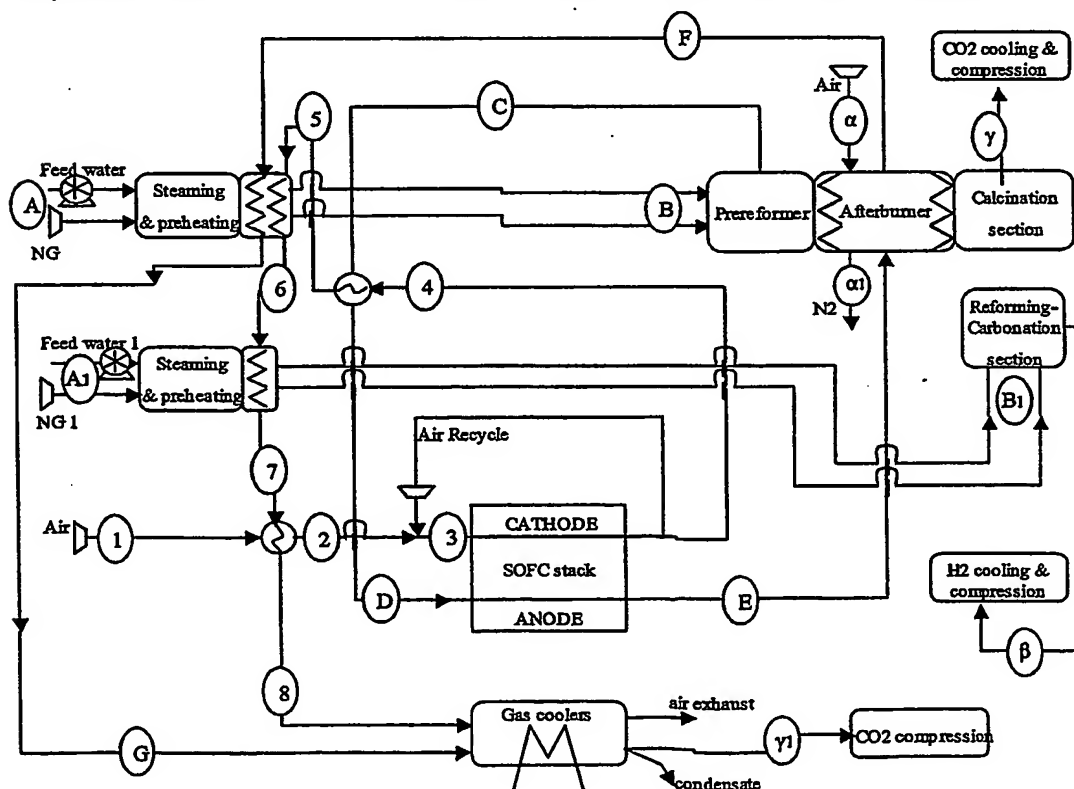 F
CO2 cooling &
compression
Air
C
5
α
γ
Feed water
A
NG
Steaming
& preheating
B
Prereformer
Afterburner
Calcination
section
6
4
α1
N2
Reforming-
Carbonation
section
Feed water 1
A1
NG 1
Steaming
& preheating
B1
Air Recycle
7
Air
1
2
3
CATHODE
SOFC stack
ANODE
D
E
H2 cooling &
compression
β
8
Gas coolers
air exhaust
G
γ1
CO2 compression
condensate